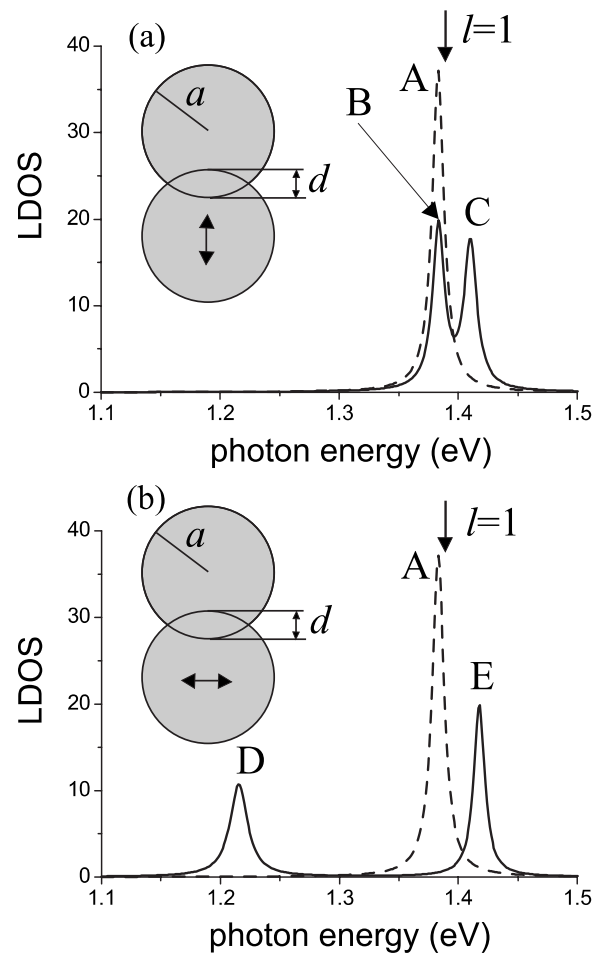 (a)
l=1
A
B
C
a
d
LDOS
40
30
20
10
0
1.1 1.2 1.3 1.4 1.5
photon energy (eV)
(b)
l=1
A
E
D
a
d
LDOS
40
30
20
10
0
1.1 1.2 1.3 1.4 1.5
photon energy (eV)